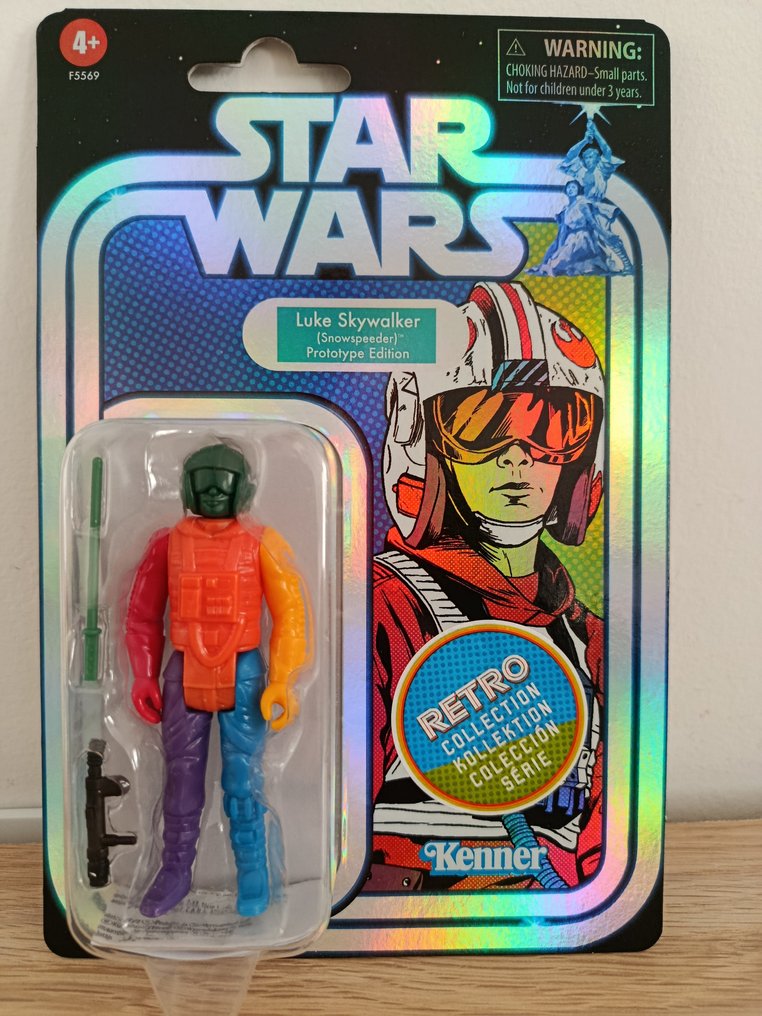 4+
F5569
⚠ WARNING:
CHOKING HAZARD–Small parts.
Not for children under 3 years.
STAR
WARS
Luke Skywalker
(Snowspeeder)™
Prototype Edition
RETRO
COLLECTION
KOLLEKTION
COLECCIÓN
SÉRIE
Kenner